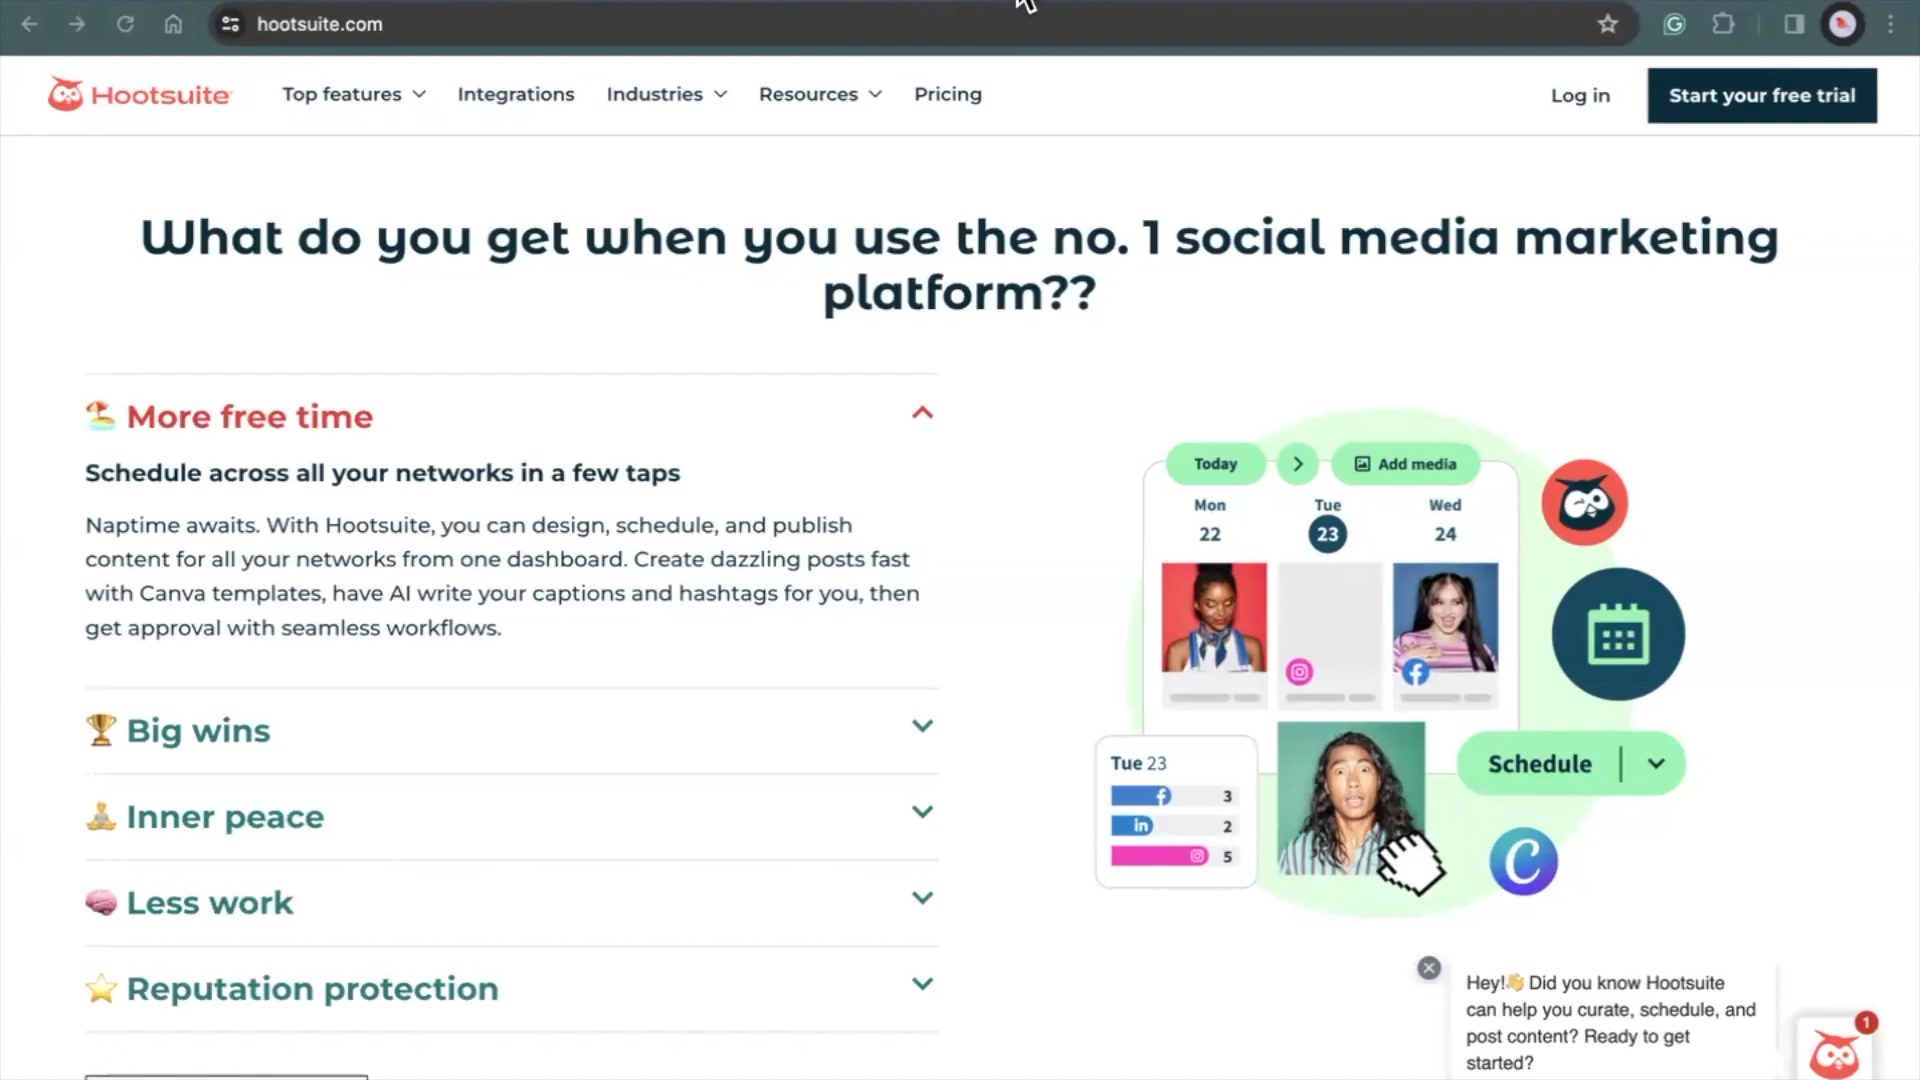 hootsuite.com
Hootsuite
Top features
Integrations
Industries
Resources
Pricing
Log in
Start your free trial
What do you get when you use the no. 1 social media marketing
platform??
More free time
Schedule across all your networks in a few taps
Naptime awaits. With Hootsuite, you can design, schedule, and publish
content for all your networks from one dashboard. Create dazzling posts fast
with Canva templates, have AI write your captions and hashtags for you, then
get approval with seamless workflows.
Big wins
Inner peace
Less work
Reputation protection
Today
Add media
Mon
Tue
Wed
22
23
24
Tue 23
f 3
in 2
5
Schedule
C
Hey!👋 Did you know Hootsuite
can help you curate, schedule, and
post content? Ready to get
started?
1